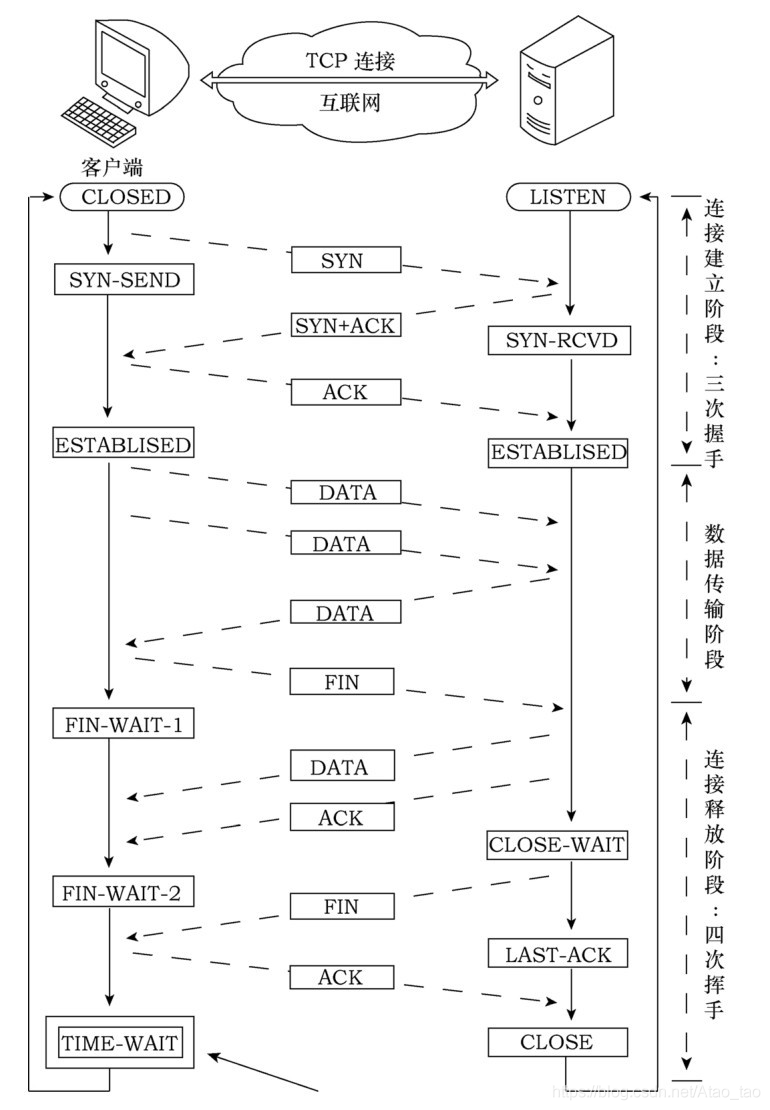 TCP 连接
互联网
客户端
CLOSED
LISTEN
SYN
SYN-SEND
SYN+ACK
SYN-RCVD
ACK
ESTABLISED
ESTABLISED
DATA
DATA
DATA
FIN
FIN-WAIT-1
DATA
ACK
CLOSE-WAIT
FIN-WAIT-2
FIN
LAST-ACK
ACK
TIME-WAIT
CLOSE
连接建立阶段：三次握手
数据传输阶段
连接释放阶段：四次挥手
https://blog.csdn.net/Atao_tao